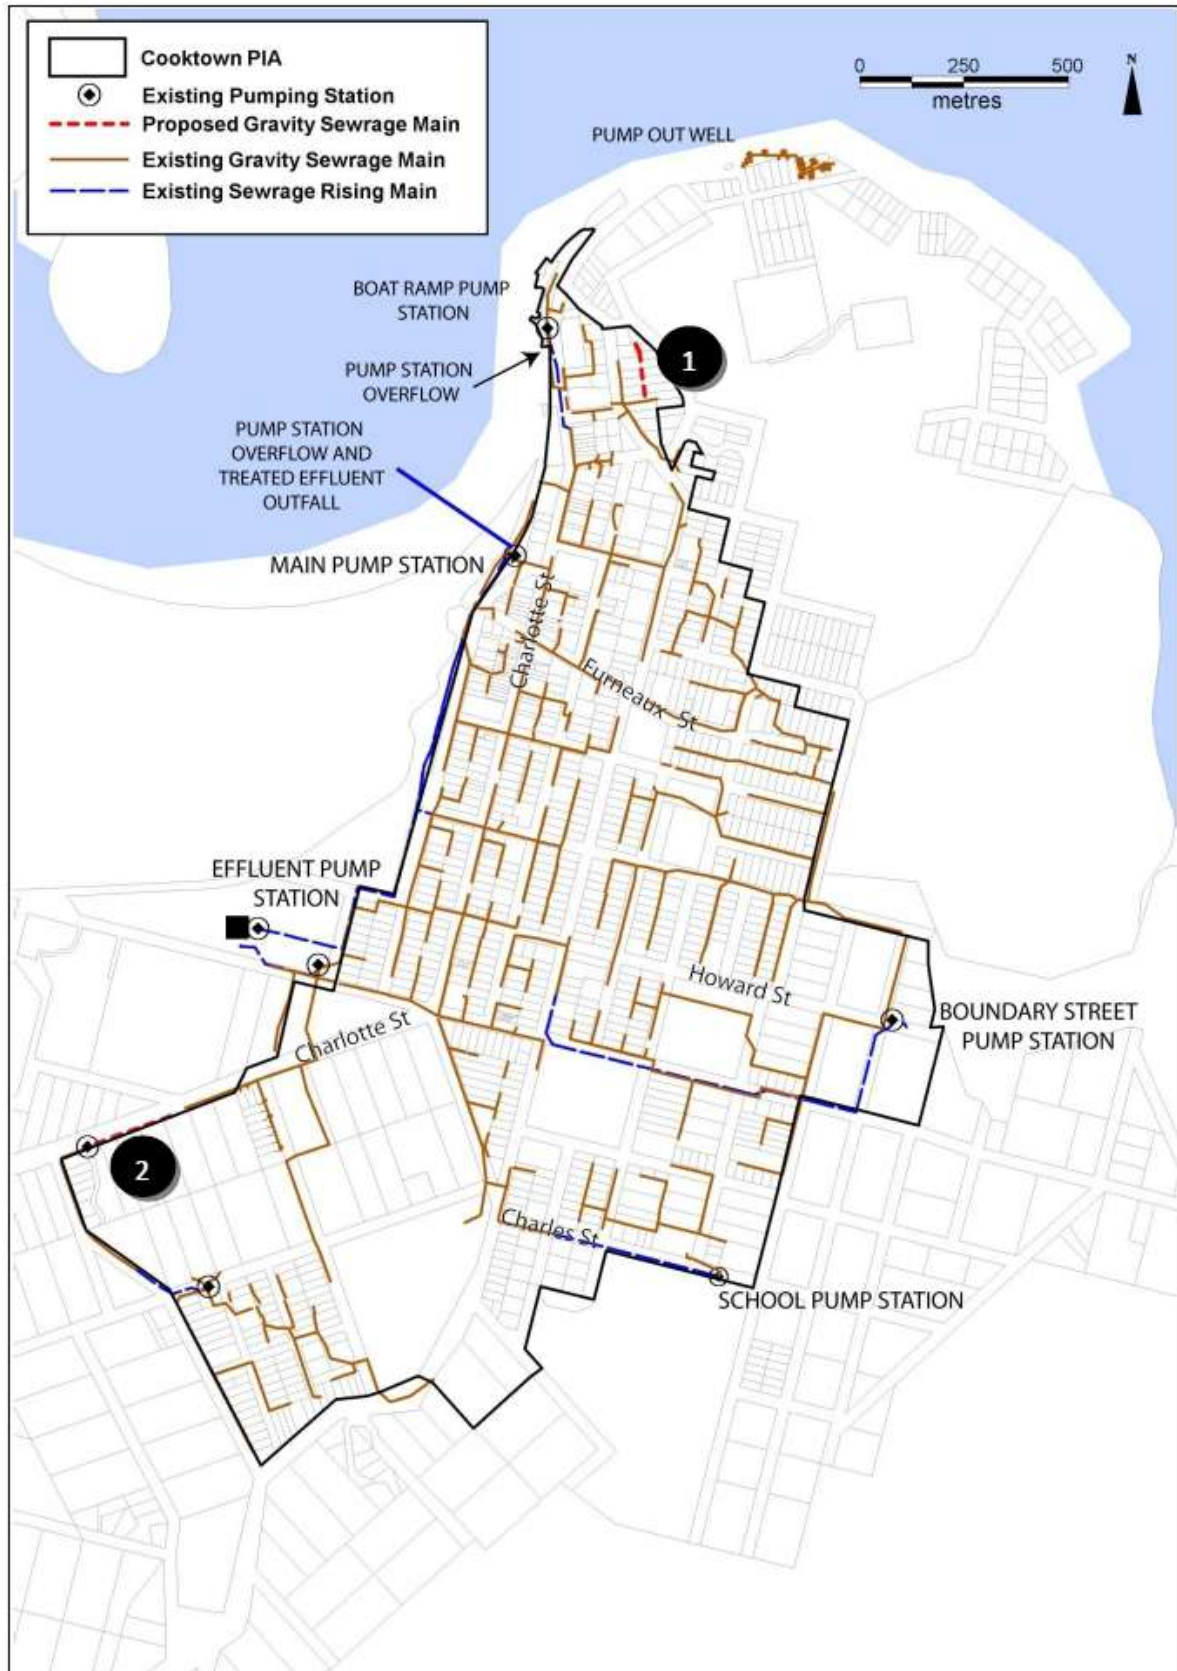 Cooktown PIA
Existing Pumping Station
Proposed Gravity Sewrage Main
Existing Gravity Sewrage Main
Existing Sewrage Rising Main
0 250 500
metres
N
PUMP OUT WELL
BOAT RAMP PUMP
STATION
1
PUMP STATION
OVERFLOW
PUMP STATION
OVERFLOW AND
TREATED EFFLUENT
OUTFALL
MAIN PUMP STATION
Charlotte St
Furneaux St
EFFLUENT PUMP
STATION
Howard St
BOUNDARY STREET
PUMP STATION
Charlotte St
2
Charles St
SCHOOL PUMP STATION